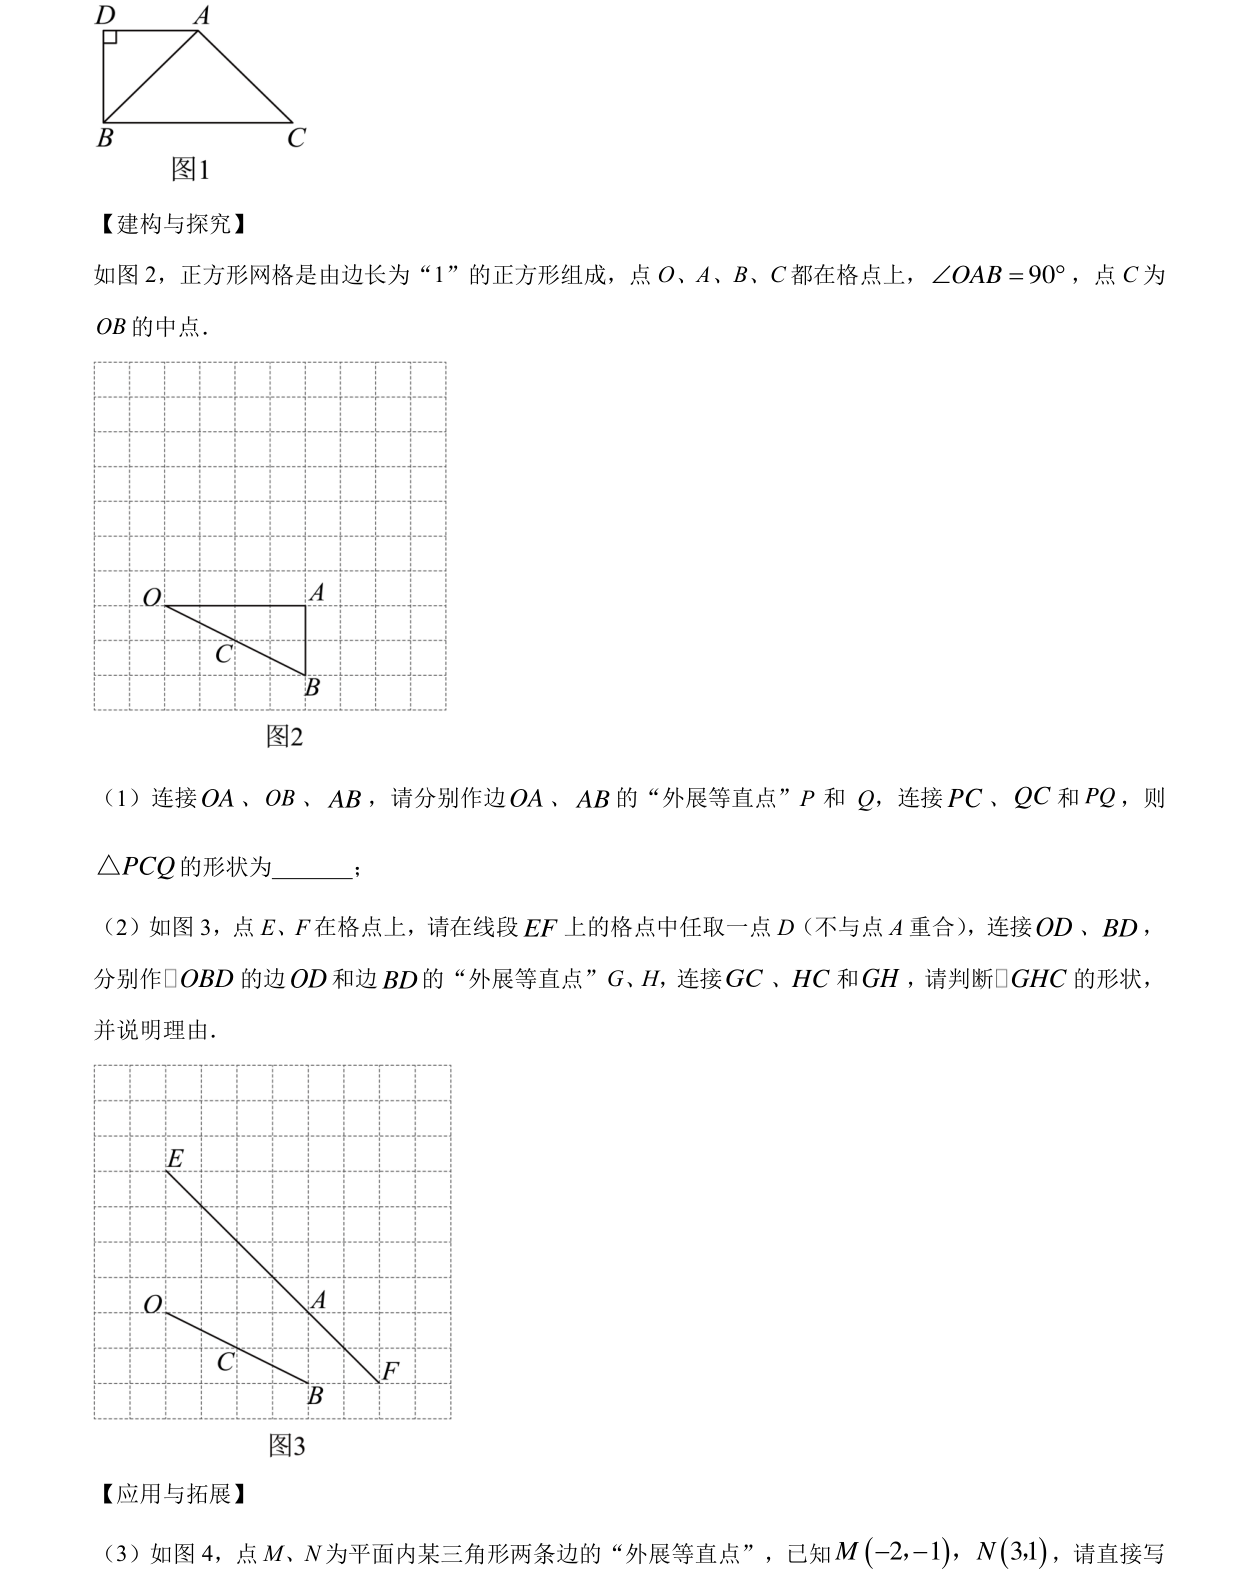 D A
B C
图1
【建构与探究】
如图 2，正方形网格是由边长为“1”的正方形组成，点 O、A、B、C 都在格点上，∠OAB = 90°，点 C 为
OB 的中点．
O A
C
B
图2
（1）连接 OA 、 OB 、 AB ，请分别作边 OA 、 AB 的“外展等直点” P 和 Q，连接 PC 、 QC 和 PQ，则
△PCQ 的形状为_______；
（2）如图 3，点 E、F 在格点上，请在线段 EF 上的格点中任取一点 D（不与点 A 重合），连接 OD 、 BD ，
分别作□OBD 的边 OD 和边 BD 的“外展等直点” G、H，连接 GC 、 HC 和 GH ，请判断□GHC 的形状，
并说明理由．
E
O A
C F
B
图3
【应用与拓展】
（3）如图 4，点 M、N 为平面内某三角形两条边的“外展等直点”，已知 M (−2,−1)，N (3,1)，请直接写